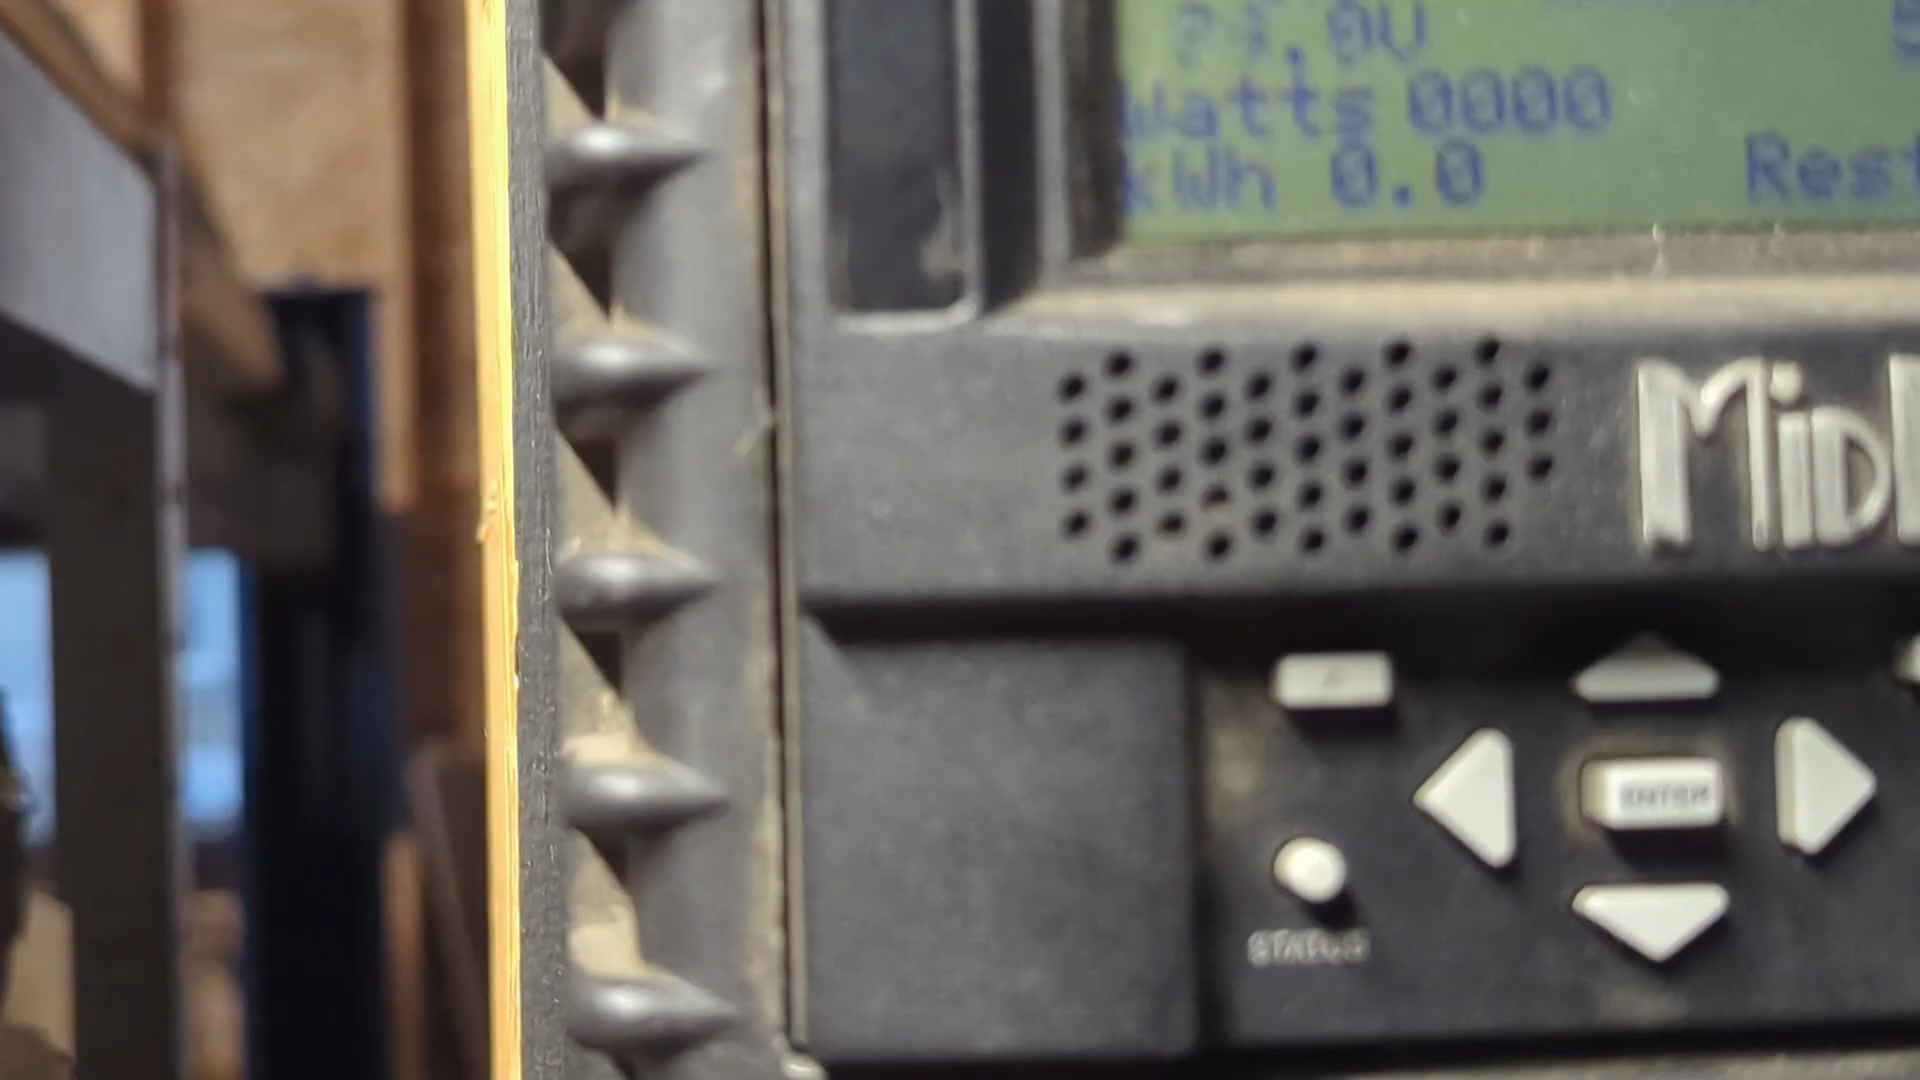 Watts 0000
kWh 0.0 Rest
MiD
ENTER
STATUS